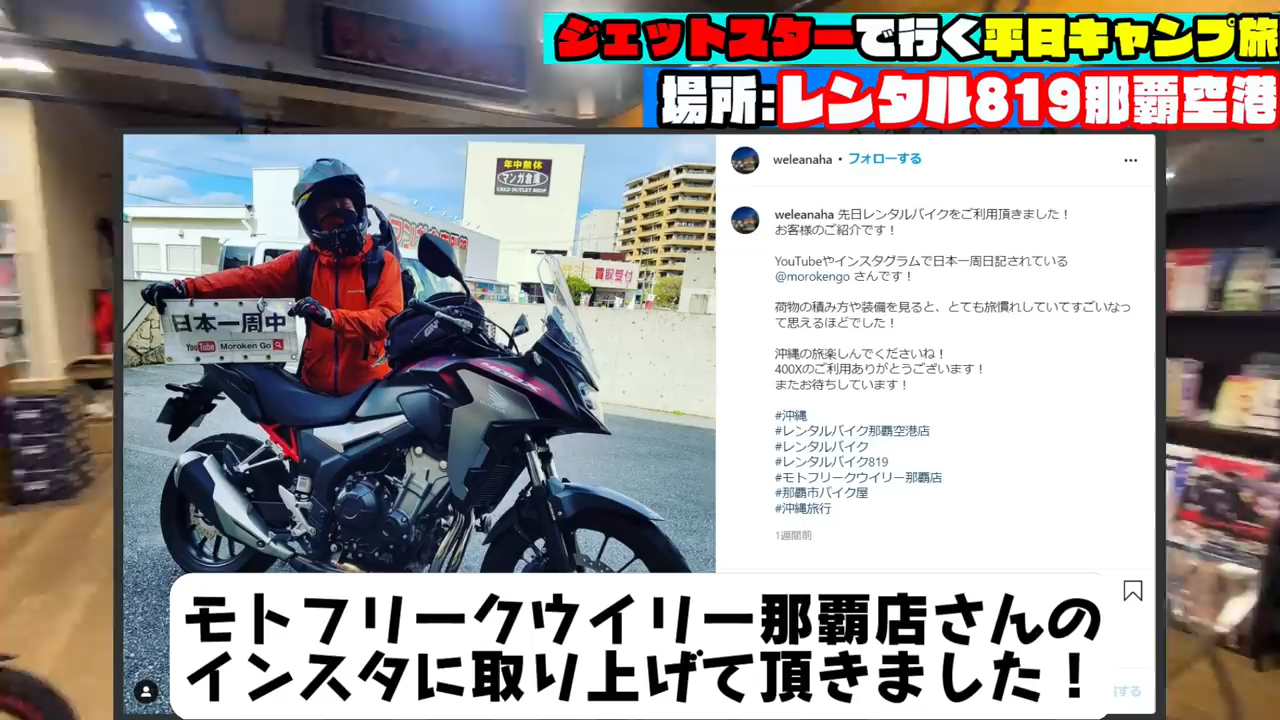 ジェットスターで行く平日キャンプ旅
場所:レンタル819那覇空港
年中無休
マンガ倉庫
USED OUTLET SHOP
買取受付
日本一周中
YouTube Moroken Go
400X
weleanaha • フォローする
weleanaha 先日レンタルバイクをご利用頂きました！
お客様のご紹介です！
YouTubeやインスタグラムで日本一周日記されている
@morokengo さんです！
荷物の積み方や装備を見ると、とても旅慣れしていてすごいなっ
て思えるほどでした！
沖縄の旅楽しんでくださいね！
400Xのご利用ありがとうございます！
またお待ちしています！
#沖縄
#レンタルバイク那覇空港店
#レンタルバイク
#レンタルバイク819
#モトフリークウイリー那覇店
#那覇市バイク屋
#沖縄旅行
1週間前
モトフリークウイリー那覇店さんの
インスタに取り上げて頂きました！
する